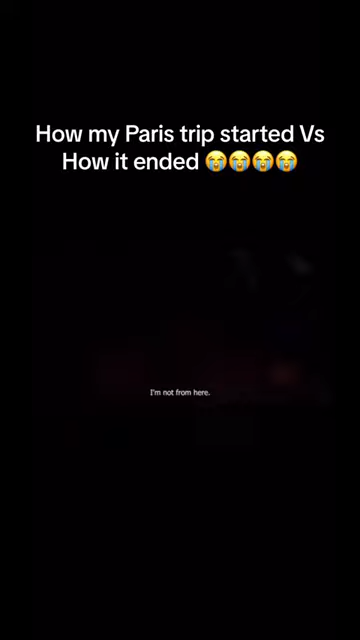 How my Paris trip started Vs
How it ended 😭😭😭😭
I'm not from here.